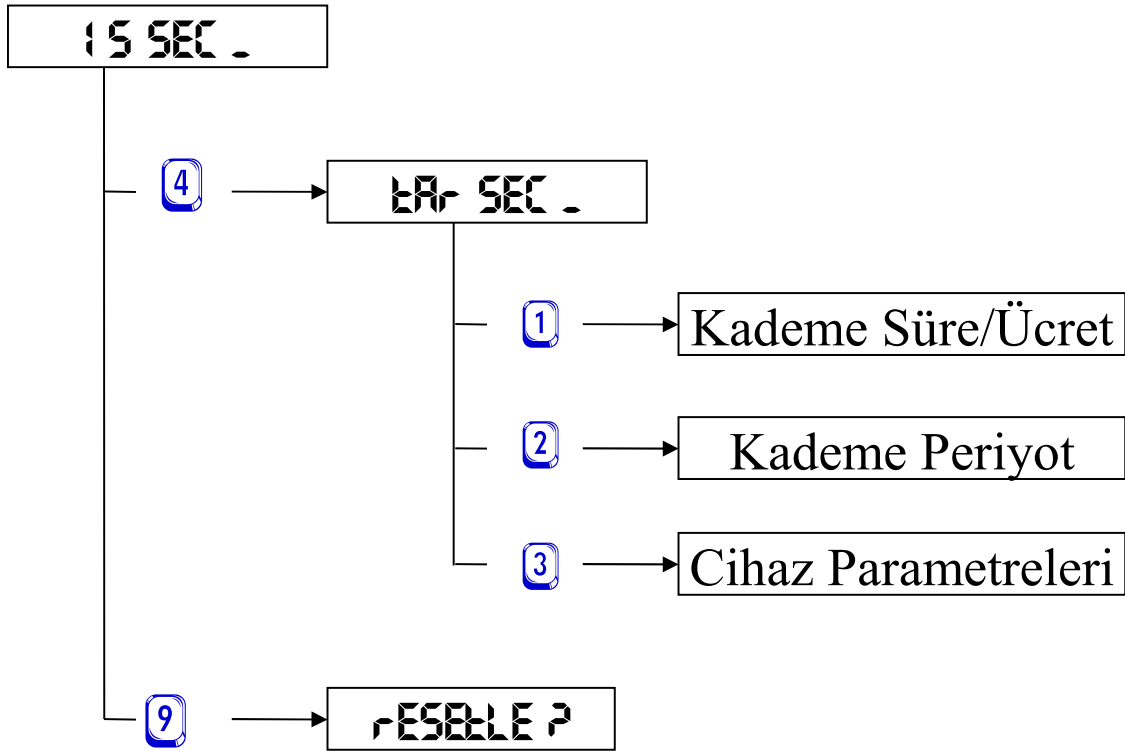 IS SEC _
4
tAr SEC _
1
Kademe Süre/Ücret
2
Kademe Periyot
3
Cihaz Parametreleri
9
rESEtLE ?